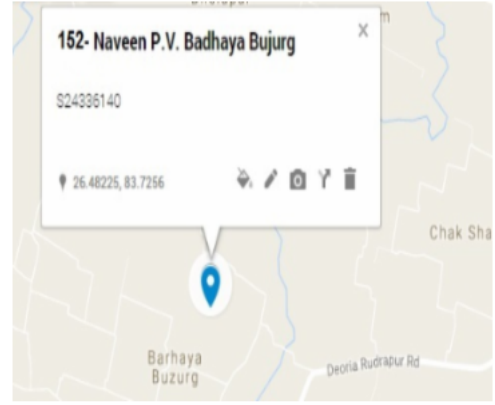 152- Naveen P.V. Badhaya Bujurg
S24336140
26.48225, 83.7256
Chak Sha
Barhaya
Buzurg
Deoria Rudrapur Rd